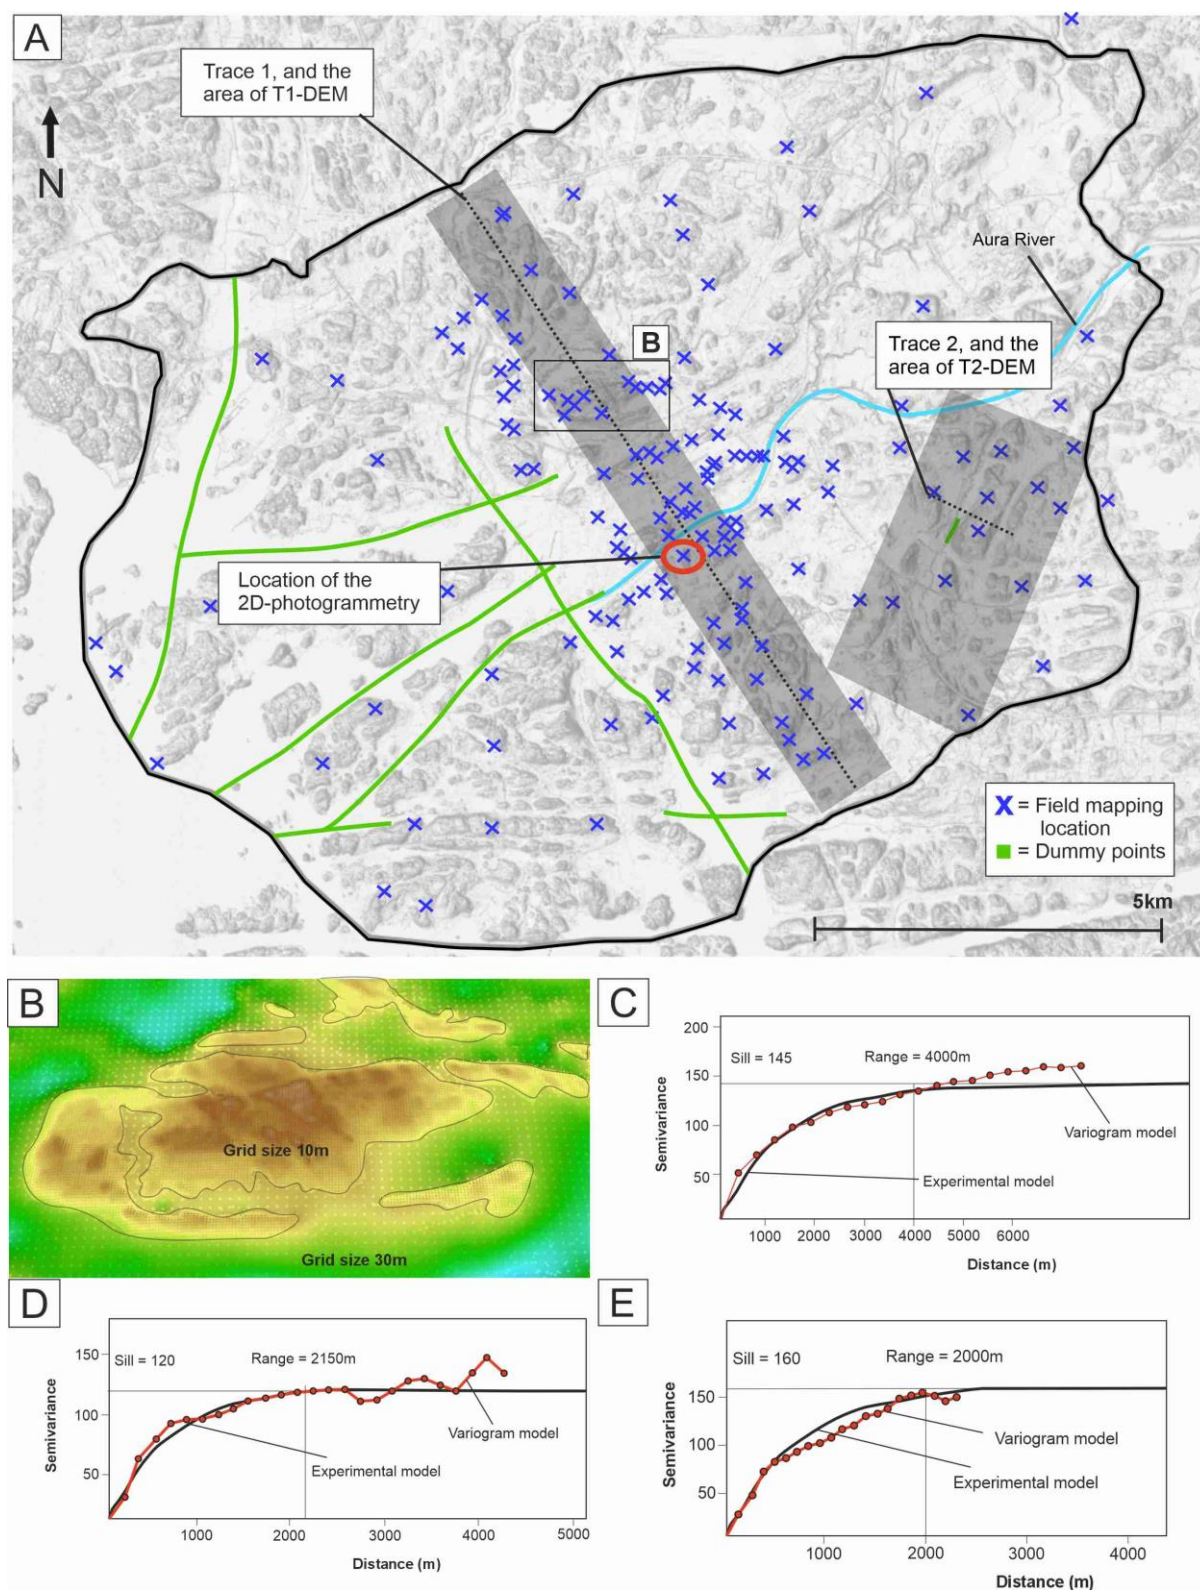 A
Trace 1, and the
area of T1-DEM
N
Aura River
B
Trace 2, and the
area of T2-DEM
Location of the
2D-photogrammetry
X = Field mapping
location
= Dummy points
5km
B
Grid size 10m
Grid size 30m
C
200
150
100
50
Semivariance
Sill = 145
Range = 4000m
Variogram model
Experimental model
1000 2000 3000 4000 5000 6000
Distance (m)
D
150
100
50
Semivariance
Sill = 120
Range = 2150m
Variogram model
Experimental model
1000 2000 3000 4000 5000
Distance (m)
E
150
100
50
Semivariance
Sill = 160
Range = 2000m
Variogram model
Experimental model
1000 2000 3000 4000
Distance (m)